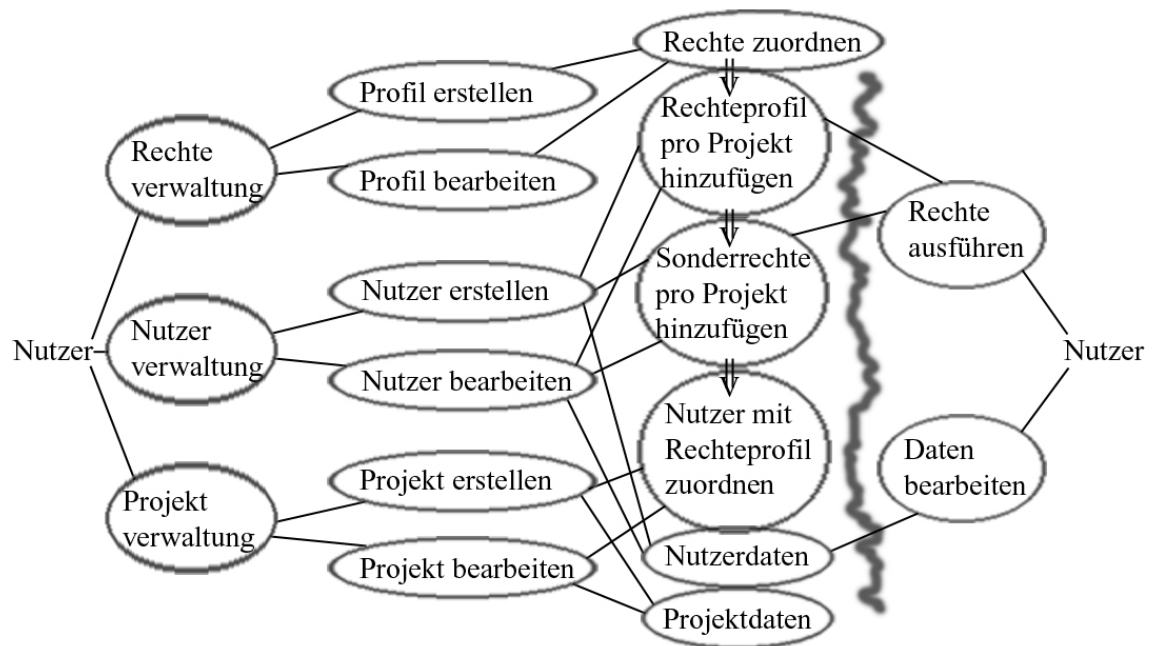 Nutzer
Rechte
verwaltung
Nutzer
verwaltung
Projekt
verwaltung
Profil erstellen
Profil bearbeiten
Nutzer erstellen
Nutzer bearbeiten
Projekt erstellen
Projekt bearbeiten
Rechte zuordnen
Rechteprofil
pro Projekt
hinzufügen
Sonderrechte
pro Projekt
hinzufügen
Nutzer mit
Rechteprofil
zuordnen
Nutzerdaten
Projektdaten
Rechte
ausführen
Daten
bearbeiten
Nutzer